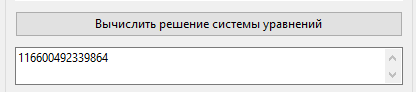 Вычислить решение системы уравнений
116600492339864